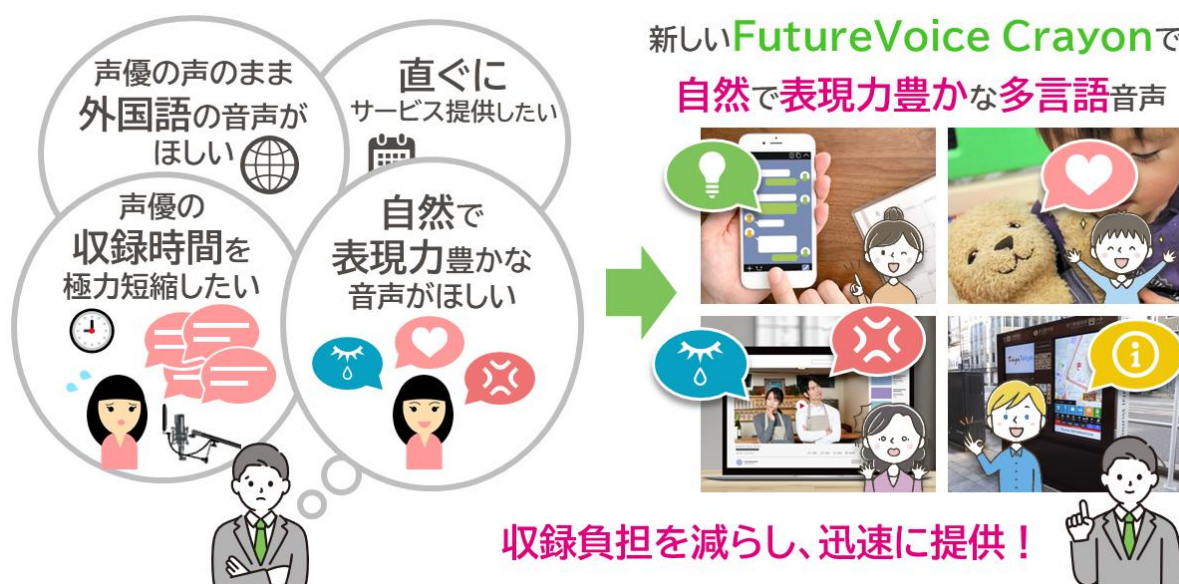 声優の声のまま
外国語の音声が
ほしい
直ぐに
サービス提供したい
声優の
収録時間を
極力短縮したい
自然で
表現力豊かな
音声がほしい
新しいFutureVoice Crayonで
自然で表現力豊かな多言語音声
収録負担を減らし、迅速に提供！